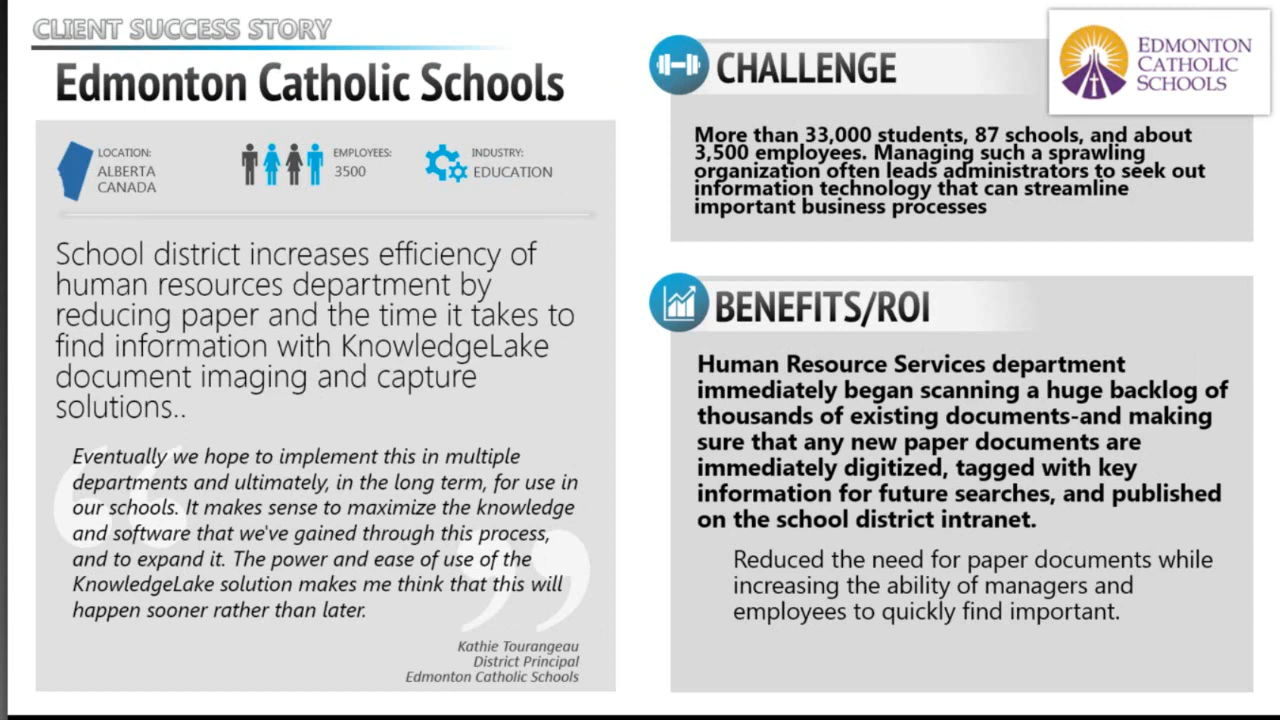 CLIENT SUCCESS STORY
Edmonton Catholic Schools
LOCATION:
ALBERTA
CANADA
EMPLOYEES:
3500
INDUSTRY:
EDUCATION
School district increases efficiency of
human resources department by
reducing paper and the time it takes to
find information with KnowledgeLake
document imaging and capture
solutions..
Eventually we hope to implement this in multiple
departments and ultimately, in the long term, for use in
our schools. It makes sense to maximize the knowledge
and software that we've gained through this process,
and to expand it. The power and ease of use of the
KnowledgeLake solution makes me think that this will
happen sooner rather than later.
Kathie Tourangeau
District Principal
Edmonton Catholic Schools
CHALLENGE
EDMONTON
CATHOLIC
SCHOOLS
More than 33,000 students, 87 schools, and about
3,500 employees. Managing such a sprawling
organization often leads administrators to seek out
information technology that can streamline
important business processes
BENEFITS/ROI
Human Resource Services department
immediately began scanning a huge backlog of
thousands of existing documents-and making
sure that any new paper documents are
immediately digitized, tagged with key
information for future searches, and published
on the school district intranet.
Reduced the need for paper documents while
increasing the ability of managers and
employees to quickly find important.